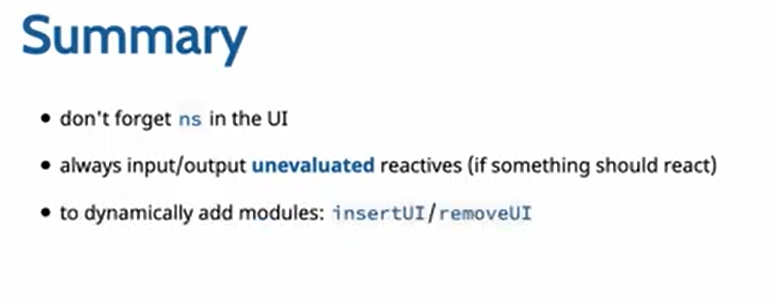 Summary
• don't forget ns in the UI
• always input/output unevaluated reactives (if something should react)
• to dynamically add modules: insertUI/removeUI